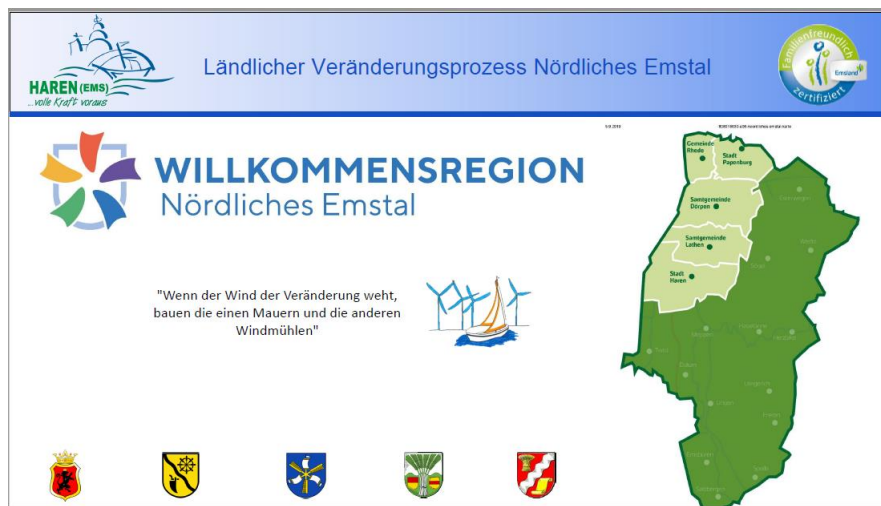 HAREN (EMS)
...volle Kraft voraus
Ländlicher Veränderungsprozess Nördliches Emstal
Familienfreundlich
Emsland
zertifiziert
WILLKOMMENSREGION
Nördliches Emstal
"Wenn der Wind der Veränderung weht,
bauen die einen Mauern und die anderen
Windmühlen"
Gemeinde
Rhede
Stadt
Papenburg
Samtgemeinde
Dörpen
Samtgemeinde
Lathen
Stadt
Haren